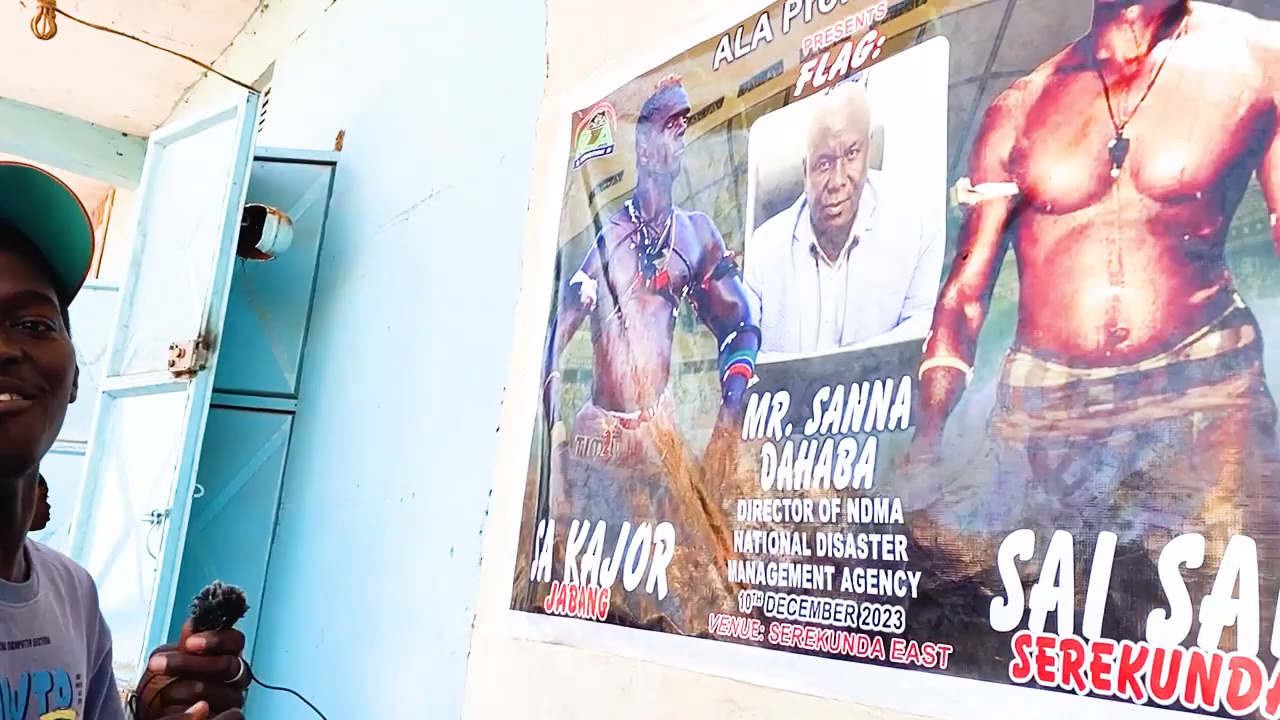 ALA
PRESENTS
FLAG:
MR. SANNA
DAHABA
DIRECTOR OF NDMA
NATIONAL DISASTER
MANAGEMENT AGENCY
10TH DECEMBER 2023
VENUE: SEREKUNDA EAST
SA KAJOR
JABANG
SAI SA
SEREKUNDA